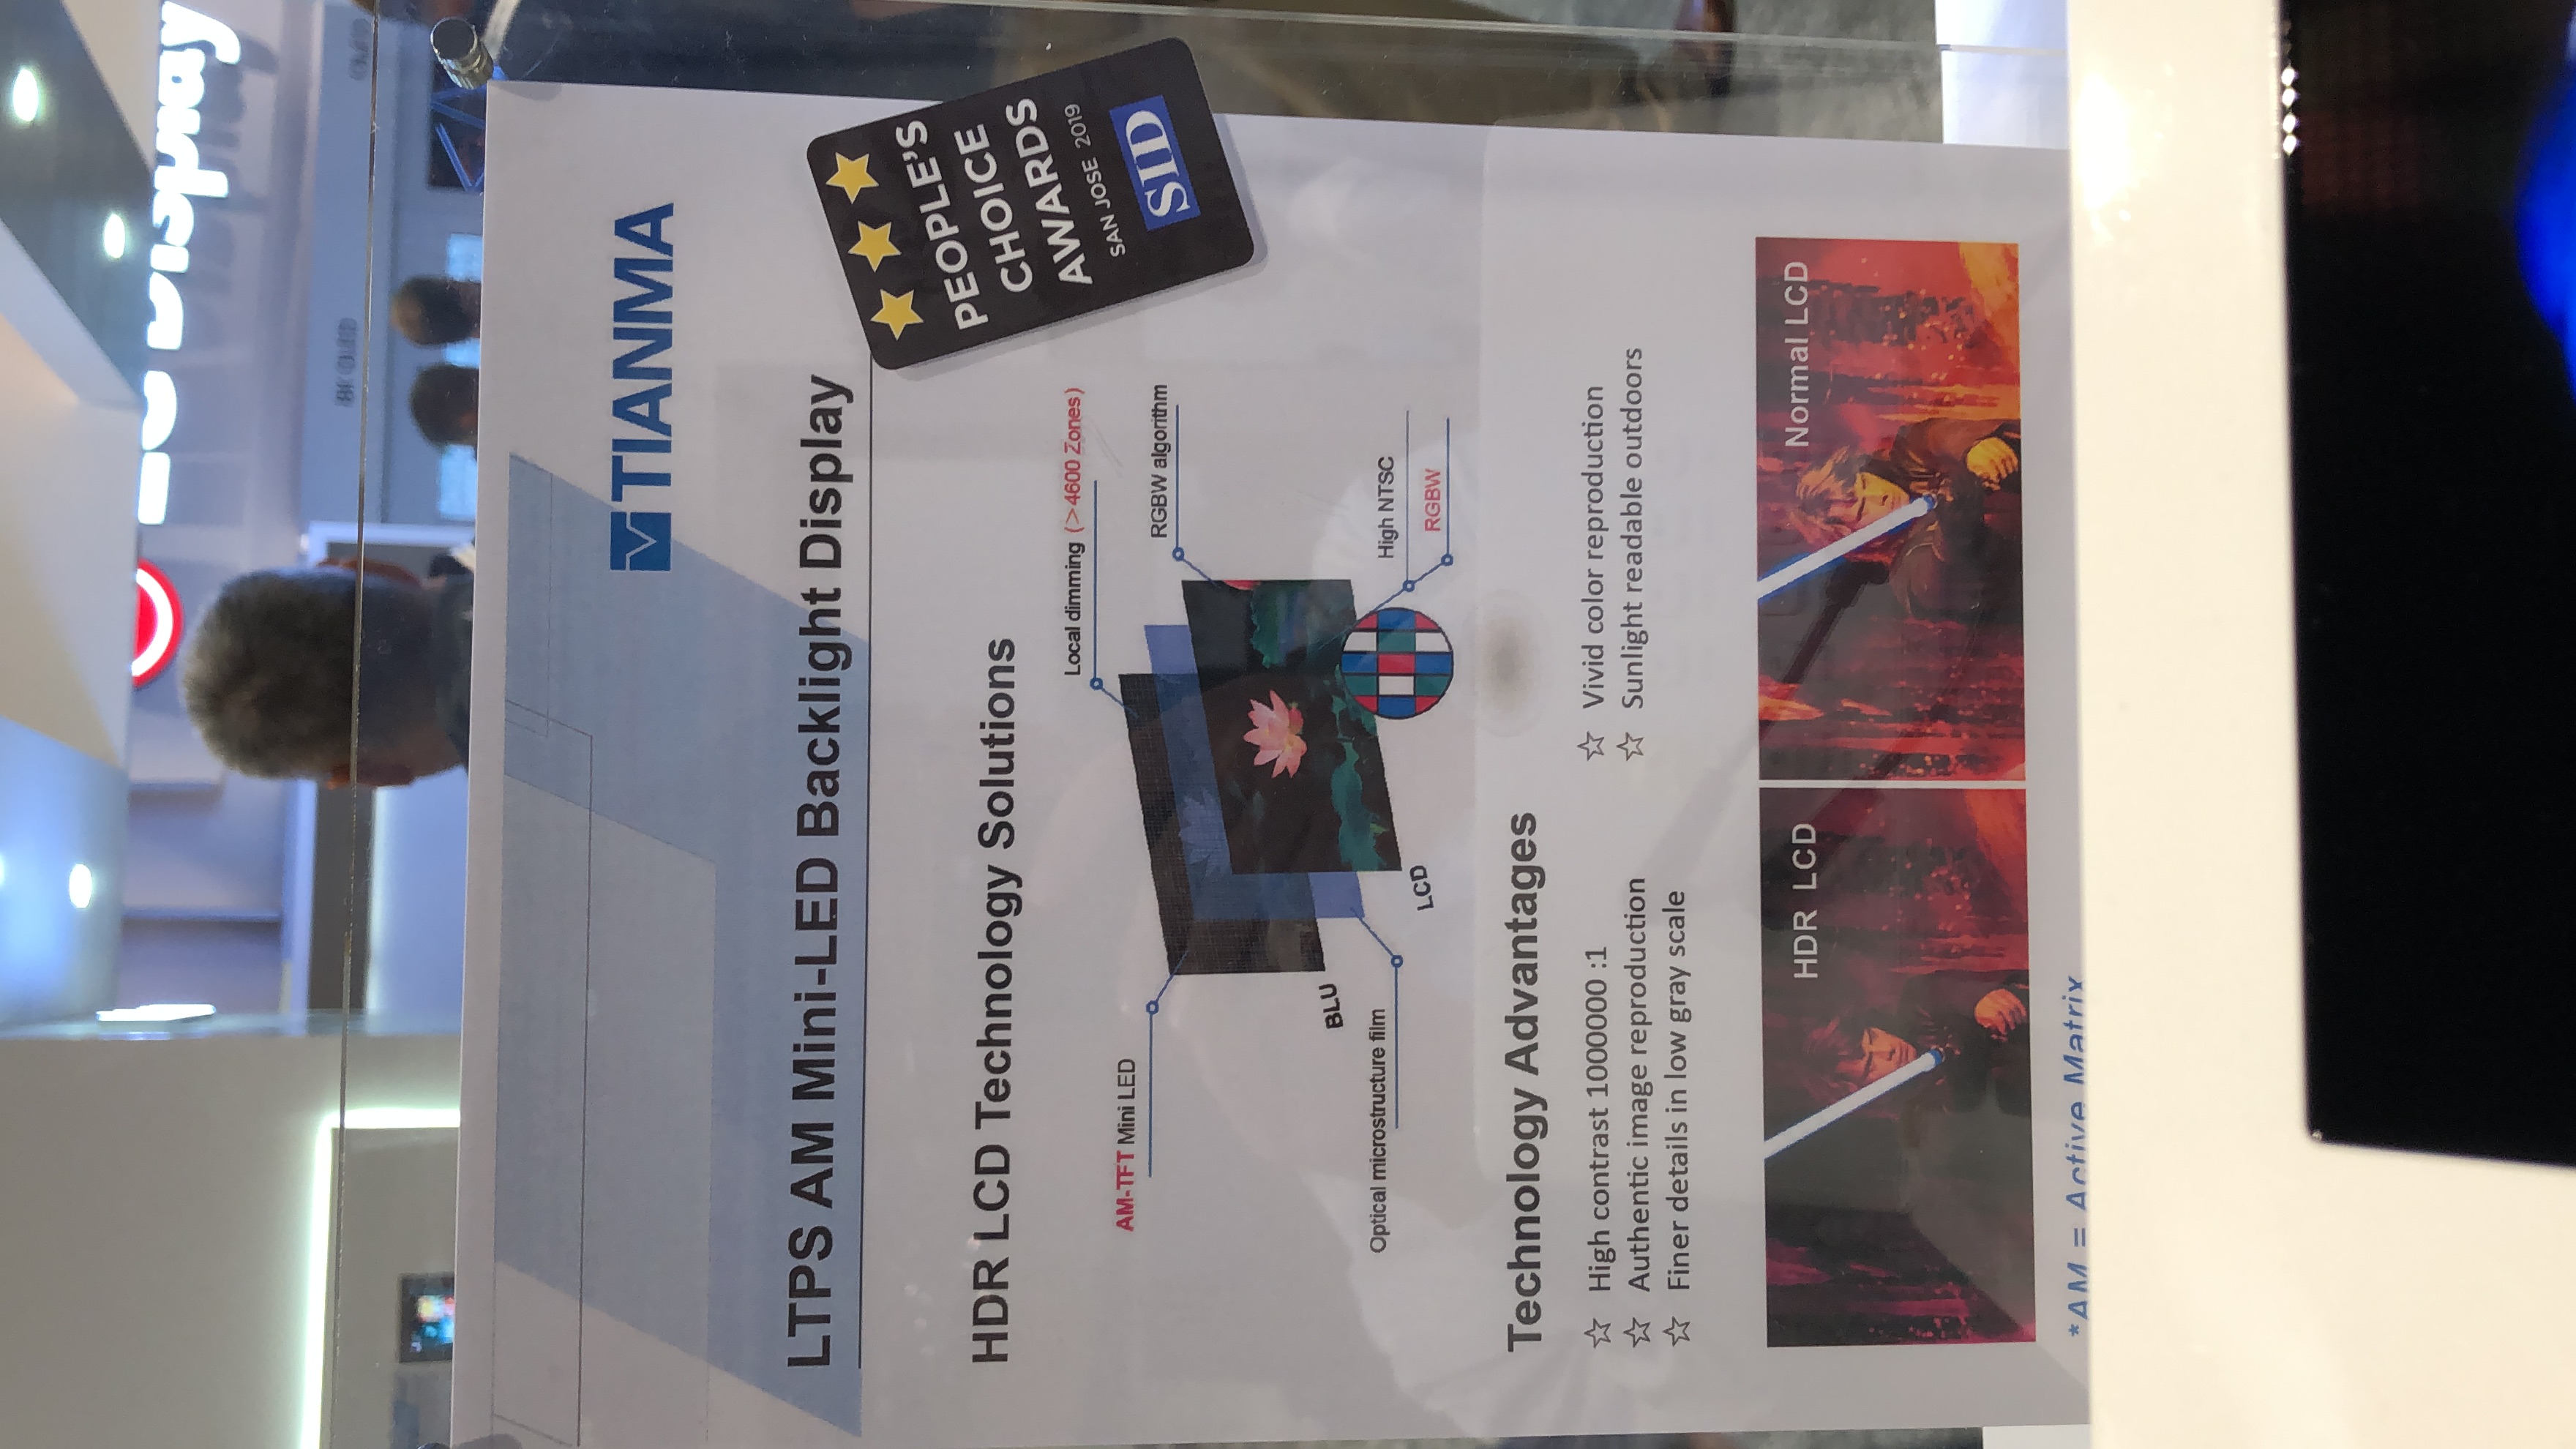 LG Display
8K OLED
TIANMA
LTPS AM Mini-LED Backlight Display
PEOPLE'S
CHOICE
AWARDS
SAN JOSE 2019
SID
HDR LCD Technology Solutions
Local dimming (>4600 Zones)
AM-TFT Mini LED
RGBW algorithm
BLU
Optical microstructure film
LCD
High NTSC
RGBW
Technology Advantages
☆ High contrast 1000000 :1
☆ Authentic image reproduction
☆ Finer details in low gray scale
☆ Vivid color reproduction
☆ Sunlight readable outdoors
HDR LCD
Normal LCD
*AM = Active Matrix